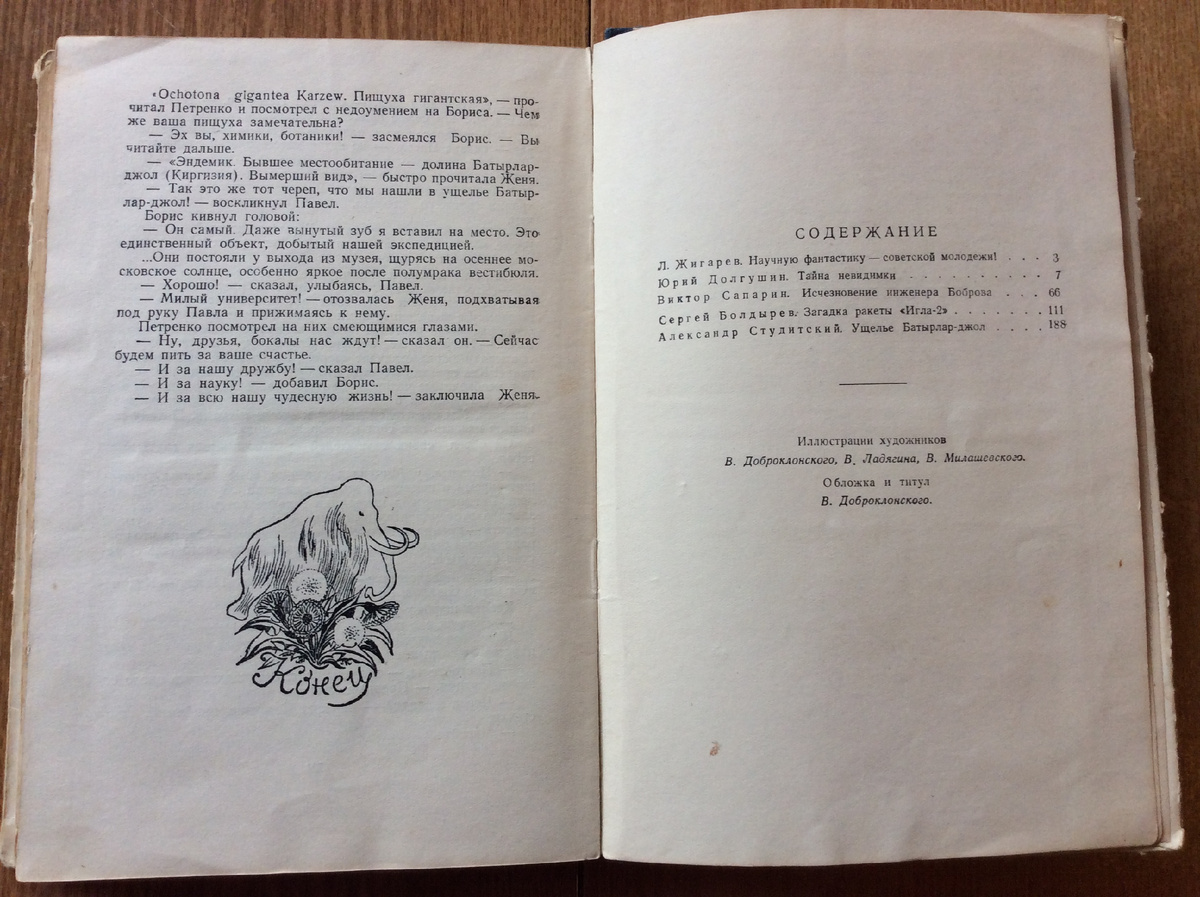 «Ochotona gigantea Karzew. Пищуха гигантская», — про-
читал Петренко и посмотрел с недоумением на Бориса. — Чем
же ваша пищуха замечательна?
— Эх вы, химики, ботаники! — засмеялся Борис. — Вы
читайте дальше.
— «Эндемик. Бывшее местообитание — долина Батырлар-
джол (Киргизия). Вымерший вид», — быстро прочитала Женя.
— Так это же тот череп, что мы нашли в ущелье Батыр-
лар-джол! — воскликнул Павел.
Борис кивнул головой:
— Он самый. Даже вынутый зуб я вставил на место. Это
единственный объект, добытый нашей экспедицией.
...Они постояли у выхода из музея, щурясь на осеннее мо-
сковское солнце, особенно яркое после полумрака вестибюля.
— Хорошо! — сказал, улыбаясь, Павел.
— Милый университет! — отозвалась Женя, подхватывая
под руку Павла и прижимаясь к нему.
Петренко посмотрел на них смеющимися глазами.
— Ну, друзья, бокалы нас ждут! — сказал он. — Сейчас
будем пить за ваше счастье.
— И за нашу дружбу! — сказал Павел.
— И за науку! — добавил Борис.
— И за всю нашу чудесную жизнь! — заключила Женя.
Конец
СОДЕРЖАНИЕ
Л. Жигарев. Научную фантастику — советской молодежи! . . . 3
Юрий Долгушин. Тайна невидимки . . . . . . . . . . 7
Виктор Сапарин. Исчезновение инженера Боброва . . . 66
Сергей Болдырев. Загадка ракеты «Игла-2» . . . . . . . 111
Александр Студитский. Ущелье Батырлар-джол . . . . 188
Иллюстрации художников
В. Доброклонского, В. Ладягина, В. Милашевского.
Обложка и титул
В. Доброклонского.